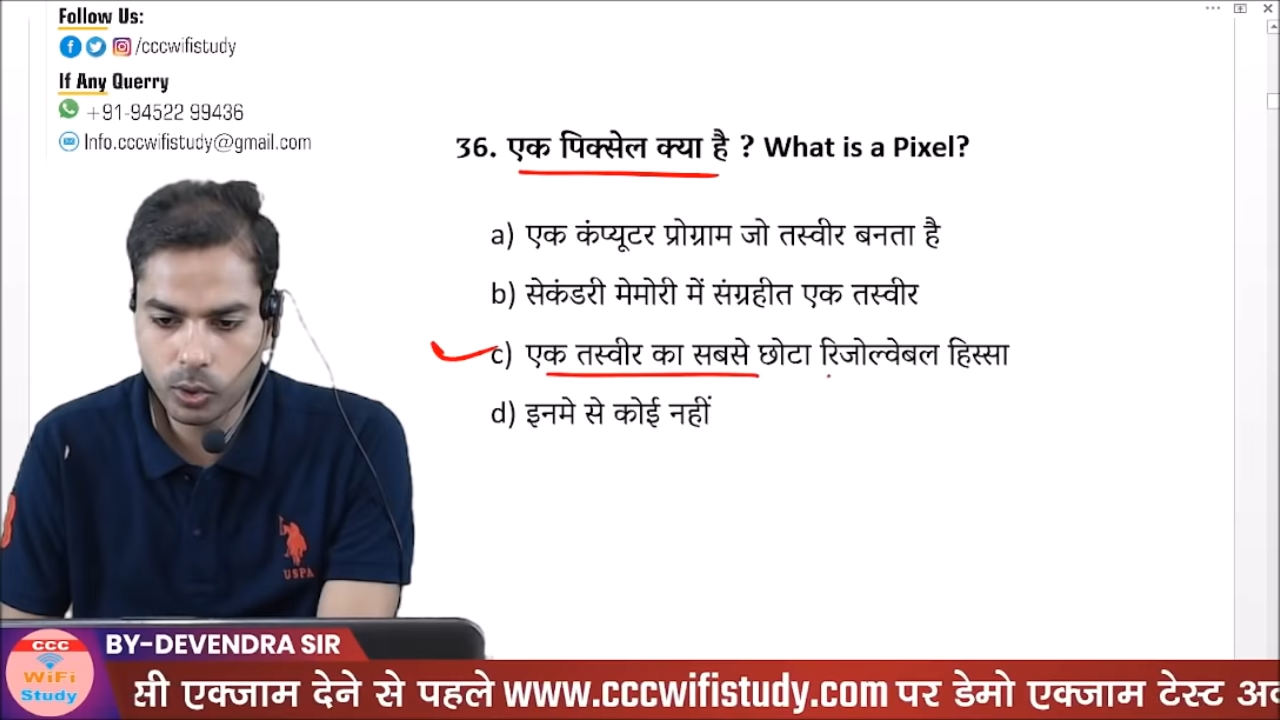 Follow Us:
/cccwifistudy
If Any Querry
+91-94522 99436
Info.cccwifistudy@gmail.com
36. एक पिक्सेल क्या है ? What is a Pixel?
a) एक कंप्यूटर प्रोग्राम जो तस्वीर बनता है
b) सेकंडरी मेमोरी में संग्रहीत एक तस्वीर
c) एक तस्वीर का सबसे छोटा रिजोल्वेबल हिस्सा
d) इनमे से कोई नहीं
USPA
BY-DEVENDRA SIR
CCC
WiFi
Study
सी एक्जाम देने से पहले www.cccwifistudy.com पर डेमो एक्जाम टेस्ट